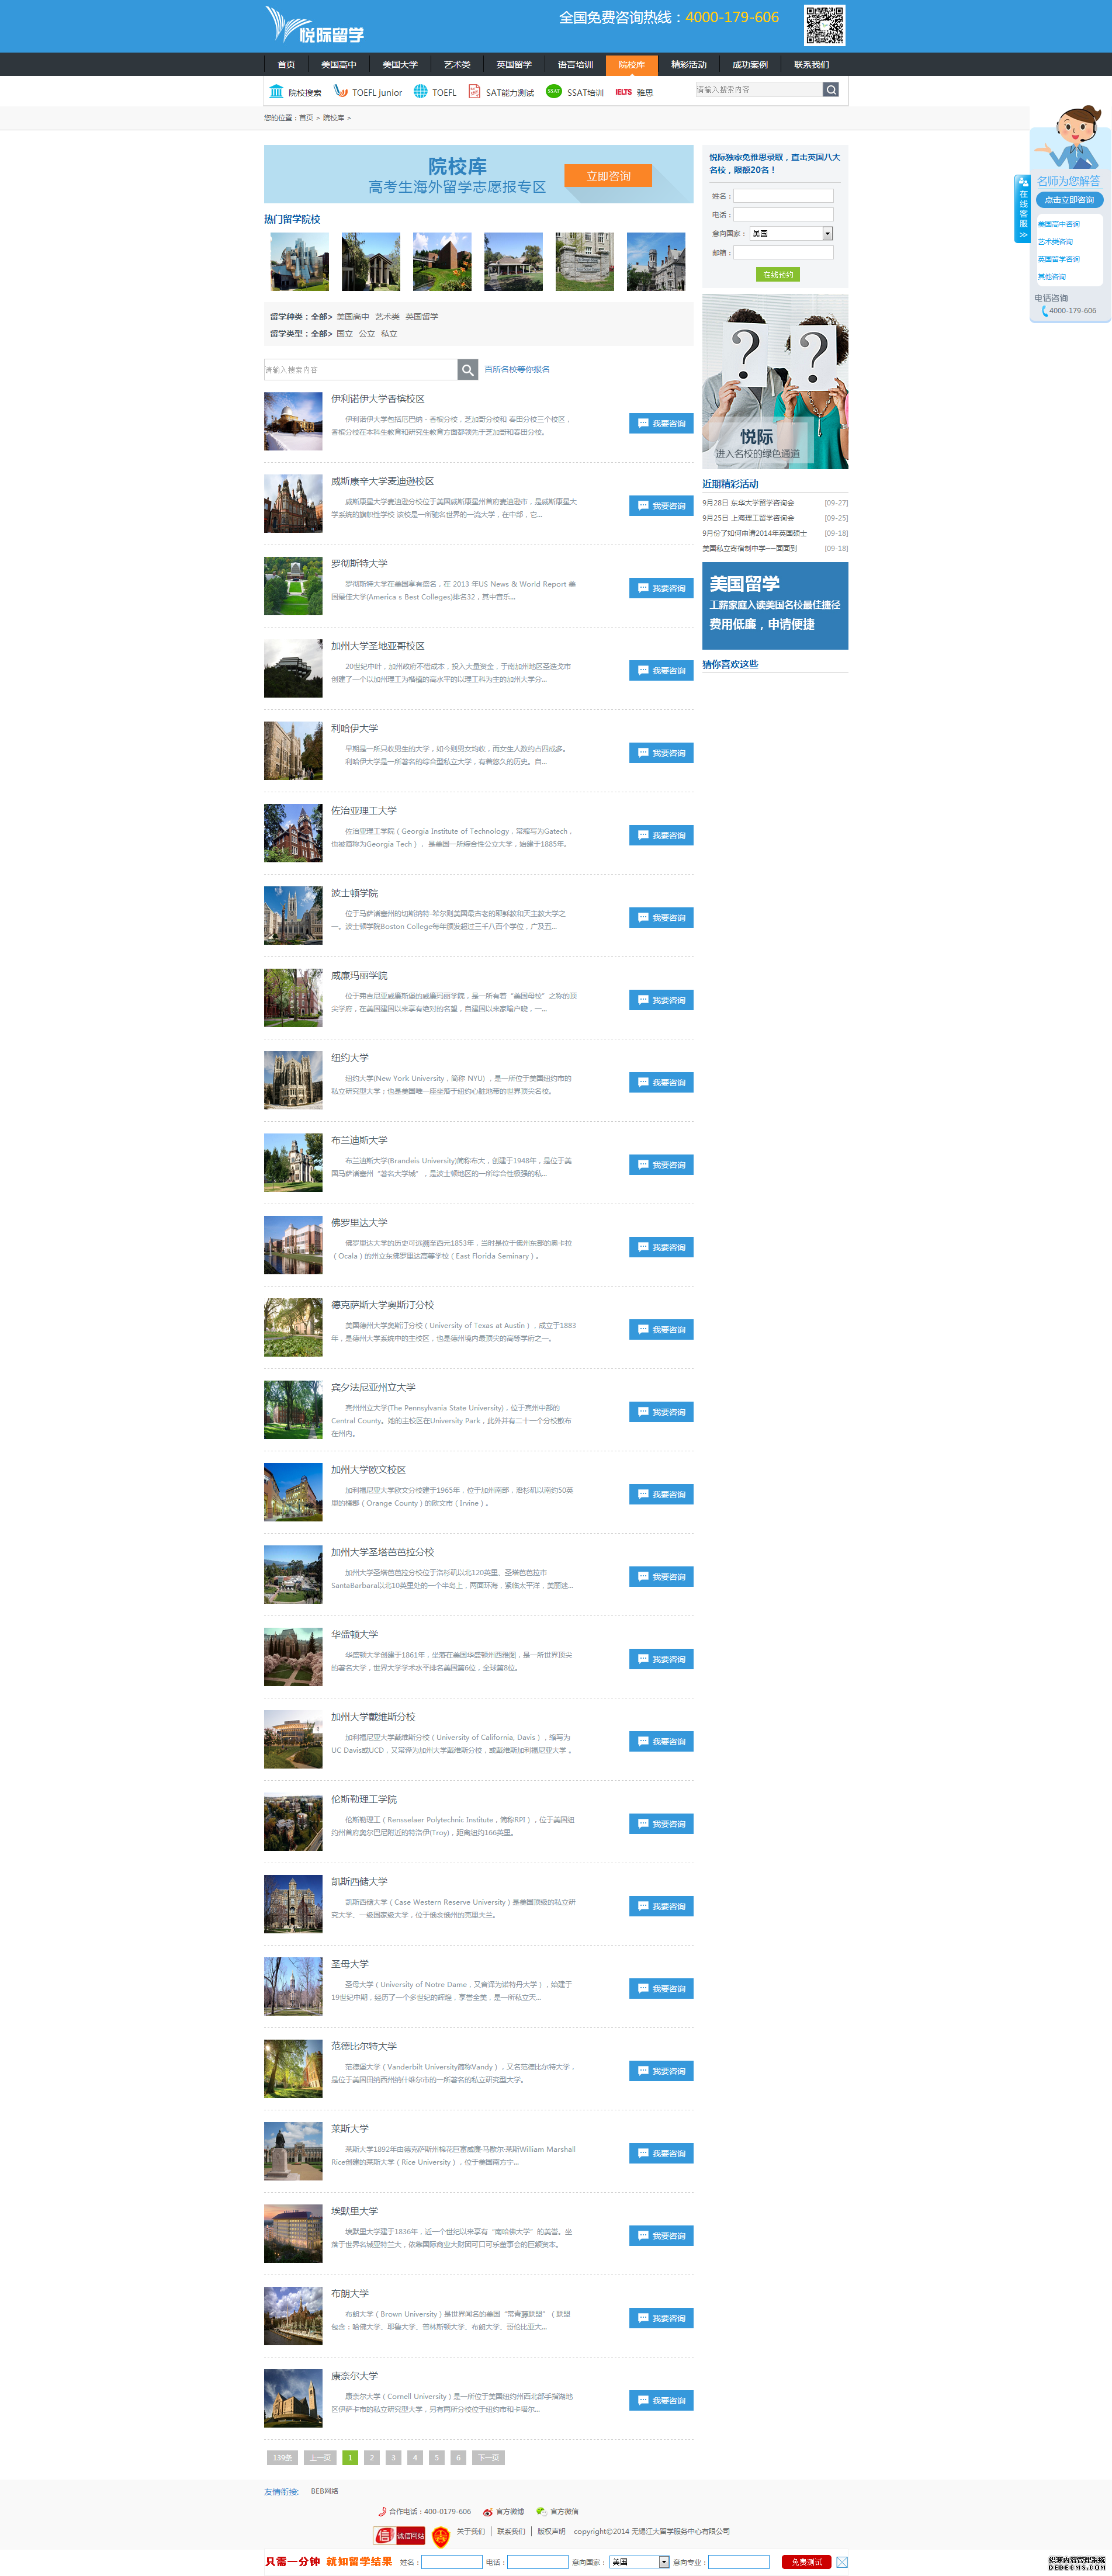 悦际留学
全国免费咨询热线：4000-179-606
首页 美国高中 美国大学 艺术类 英国留学 语言培训 院校库 精彩活动 成功案例 联系我们
院校搜索 TOEFL junior TOEFL SAT能力测试 SSAT SSAT培训 IELTS 雅思 请输入搜索内容
您的位置：首页 > 院校库 >
院校库
高考生海外留学志愿报专区
立即咨询
热门留学院校
留学种类：全部> 美国高中 艺术类 英国留学
留学类型：全部> 国立 公立 私立
请输入搜索内容 百所名校等你报名
伊利诺伊大学香槟校区
伊利诺伊大学包括厄巴纳－香槟分校，芝加哥分校和 春田分校三个校区，
香槟分校在本科生教育和研究生教育方面都领先于芝加哥和春田分校。
我要咨询
威斯康辛大学麦迪逊校区
威斯康星大学麦迪逊分校位于美国威斯康星州首府麦迪逊市，是威斯康星大
学系统的旗舰性学校 该校是一所驰名世界的一流大学，在中部，它...
我要咨询
罗彻斯特大学
罗彻斯特大学在美国享有盛名，在 2013 年US News & World Report 美
国最佳大学(America s Best Colleges)排名32，其中音乐...
我要咨询
加州大学圣地亚哥校区
20世纪中叶，加州政府不惜成本，投入大量资金，于南加州地区圣迭戈市
创建了一个以加州理工为楷模的高水平的以理工科为主的加州大学分...
我要咨询
利哈伊大学
早期是一所只收男生的大学，如今则男女均收，而女生人数约占四成多。
利哈伊大学是一所著名的综合型私立大学，有着悠久的历史。目...
我要咨询
佐治亚理工大学
佐治亚理工学院（Georgia Institute of Technology，常缩写为Gatech，
也被简称为Georgia Tech），是美国一所综合性公立大学，始建于1885年。
我要咨询
波士顿学院
位于马萨诸塞州的切斯纳特-希尔则美国最古老的耶稣教和天主教大学之
一。波士顿学院Boston College每年颁发超过三千八百个学位，广及五...
我要咨询
威廉玛丽学院
位于弗吉尼亚威廉斯堡的威廉玛丽学院，是一所有着“美国母校”之称的顶
尖学府，在美国建国以来享有绝对的名望，自建国以来家喻户晓，一...
我要咨询
纽约大学
纽约大学(New York University，简称 NYU) ，是一所位于美国纽约市的
私立研究型大学；也是美国唯一座坐落于纽约心脏地带的世界顶尖名校。
我要咨询
布兰迪斯大学
布兰迪斯大学(Brandeis University)简称布大，创建于1948年，是位于美
国马萨诸塞州“著名大学城”，是波士顿地区的一所综合性极强的私...
我要咨询
佛罗里达大学
佛罗里达大学的历史可远溯至西元1853年，当时是位于佛州东部的奥卡拉
（Ocala）的州立东佛罗里达高等学校（East Florida Seminary）。
我要咨询
德克萨斯大学奥斯汀分校
美国德州大学奥斯汀分校（University of Texas at Austin），成立于1883
年，是德州大学系统中的主校区，也是德州境内最顶尖的高等学府之一。
我要咨询
宾夕法尼亚州立大学
宾州州立大学(The Pennsylvania State University)，位于宾州中部的
Central County。她的主校区在University Park，此外并有二十一个分校散布
在州内。
我要咨询
加州大学欧文校区
加利福尼亚大学欧文分校建于1965年，位于加州南部，洛杉矶以南约50英
里的橘郡（Orange County）的欧文市（Irvine）。
我要咨询
加州大学圣塔芭芭拉分校
加州大学圣塔芭芭拉分校位于洛杉矶以北120英里、圣塔芭芭拉市
SantaBarbara以北10英里处的一个半岛上，两面环海，紧临太平洋，美丽迷...
我要咨询
华盛顿大学
华盛顿大学创建于1861年，坐落在美国华盛顿州西雅图，是一所世界顶尖
的著名大学，世界大学学术水平排名美国第6位，全球第8位。
我要咨询
加州大学戴维斯分校
加利福尼亚大学戴维斯分校（University of California, Davis），缩写为
UC Davis或UCD，又常译为加州大学戴维斯分校，或戴维斯加利福尼亚大学 。
我要咨询
伦斯勒理工学院
伦斯勒理工（Rensselaer Polytechnic Institute，简称RPI），位于美国纽
约州首府奥尔巴尼附近的特洛伊(Troy)，距离纽约166英里。
我要咨询
凯斯西储大学
凯斯西储大学（Case Western Reserve University）是美国顶级的私立研
究大学、一级国家级大学，位于俄亥俄州的克里夫兰。
我要咨询
圣母大学
圣母大学（University of Notre Dame，又音译为诺特丹大学），始建于
19世纪中期，经历了一个多世纪的辉煌，享誉全美，是一所私立天...
我要咨询
范德比尔特大学
范德堡大学（Vanderbilt University简称Vandy），又名范德比尔特大学，
是位于美国田纳西州纳什维尔市的一所著名的私立研究型大学。
我要咨询
莱斯大学
莱斯大学1892年由德克萨斯州棉花巨富威廉·马歇尔·莱斯William Marshall
Rice创建的莱斯大学（Rice University），位于美国南方宁...
我要咨询
埃默里大学
埃默里大学建于1836年，近一个世纪以来享有“南哈佛大学”的美誉。坐
落于世界名城亚特兰大，依靠国际商业大财团可口可乐董事会的巨额资本。
我要咨询
布朗大学
布朗大学（Brown University）是世界闻名的美国“常青藤联盟”（联盟
包含：哈佛大学、耶鲁大学、普林斯顿大学、布朗大学、哥伦比亚大...
我要咨询
康奈尔大学
康奈尔大学（Cornell University）是一所位于美国纽约州西北部手指湖地
区伊萨卡市的私立研究型大学，另有两所分校位于纽约市和卡塔尔...
我要咨询
139条 上一页 1 2 3 4 5 6 下一页
悦际独家免雅思录取，直击英国八大
名校，限额20名！
姓名：
电话：
意向国家： 美国
邮箱：
在线预约
? ?
悦际
进入名校的绿色通道
近期精彩活动
9月28日 东华大学留学咨询会 [09-27]
9月25日 上海理工留学咨询会 [09-25]
9月份了如何申请2014年英国硕士 [09-18]
美国私立寄宿制中学一一面面到 [09-18]
美国留学
工薪家庭入读美国名校最佳捷径
费用低廉，申请便捷
猜你喜欢这些
在线客服
>>
名师为您解答
点击立即咨询
美国高中咨询
艺术类咨询
英国留学咨询
其他咨询
电话咨询
4000-179-606
友情衔接: BEB网络
合作电话：400-0179-606 官方微博 官方微信
信 诚信网站 关于我们 联系我们 版权声明 copyright©2014 无锡江大留学服务中心有限公司
只需一分钟 就知留学结果 姓名： 电话： 意向国家： 美国 意向专业： 免费测试
织梦内容管理系统
DEDECMS.COM